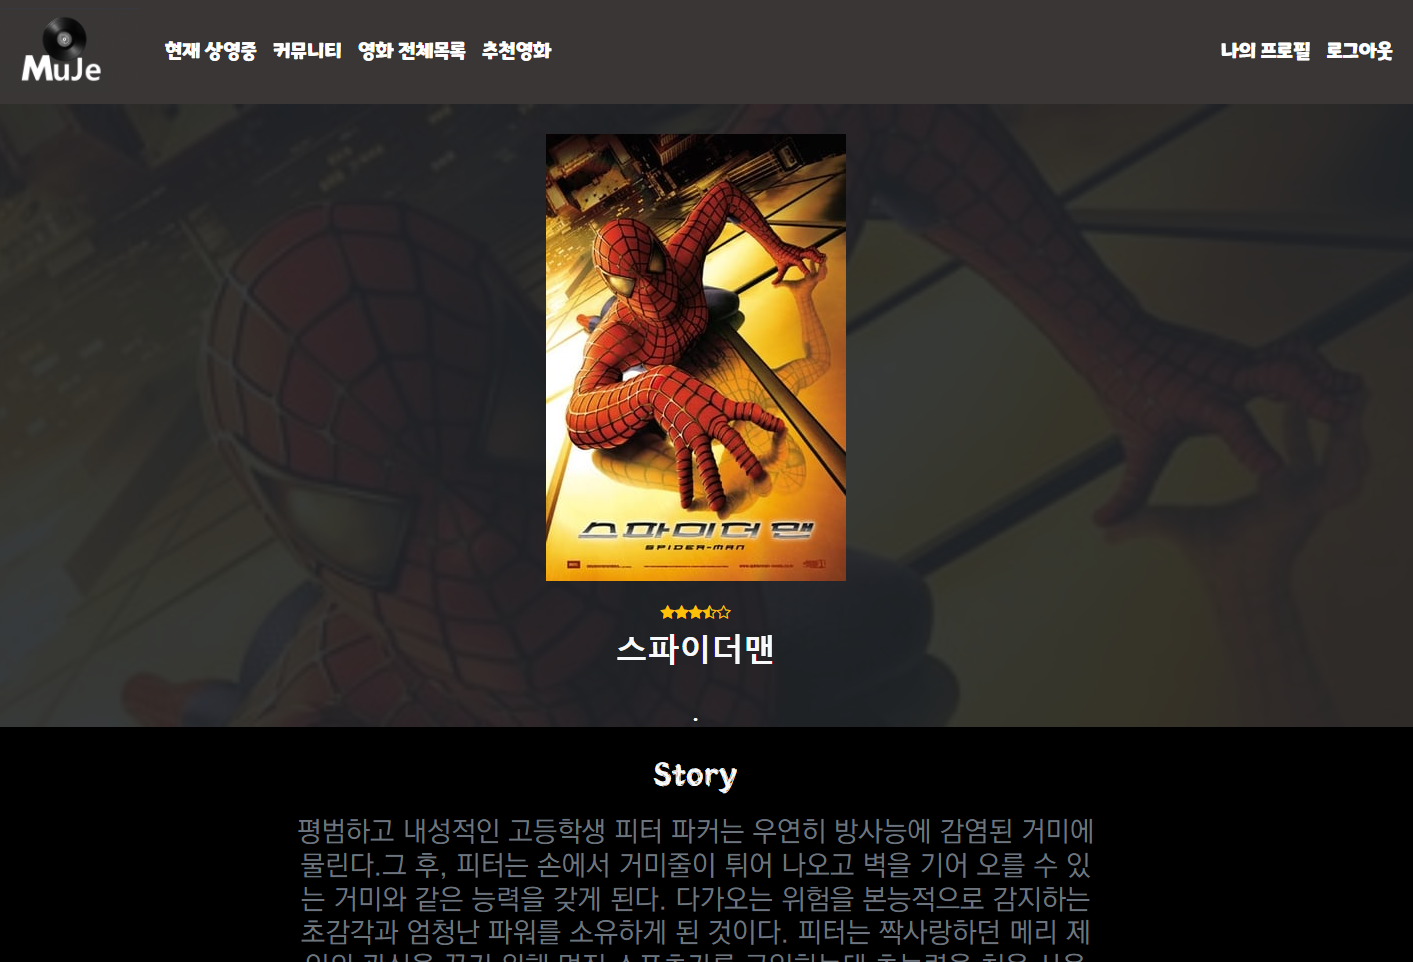 MuJe
현재 상영중 커뮤니티 영화 전체목록 추천영화 나의 프로필 로그아웃
스파이더맨
SPIDER-MAN
스파이더맨
.
Story
평범하고 내성적인 고등학생 피터 파커는 우연히 방사능에 감염된 거미에
물린다.그 후, 피터는 손에서 거미줄이 튀어 나오고 벽을 기어 오를 수 있
는 거미와 같은 능력을 갖게 된다. 다가오는 위험을 본능적으로 감지하는
초감각과 엄청난 파워를 소유하게 된 것이다. 피터는 짝사랑하던 메리 제